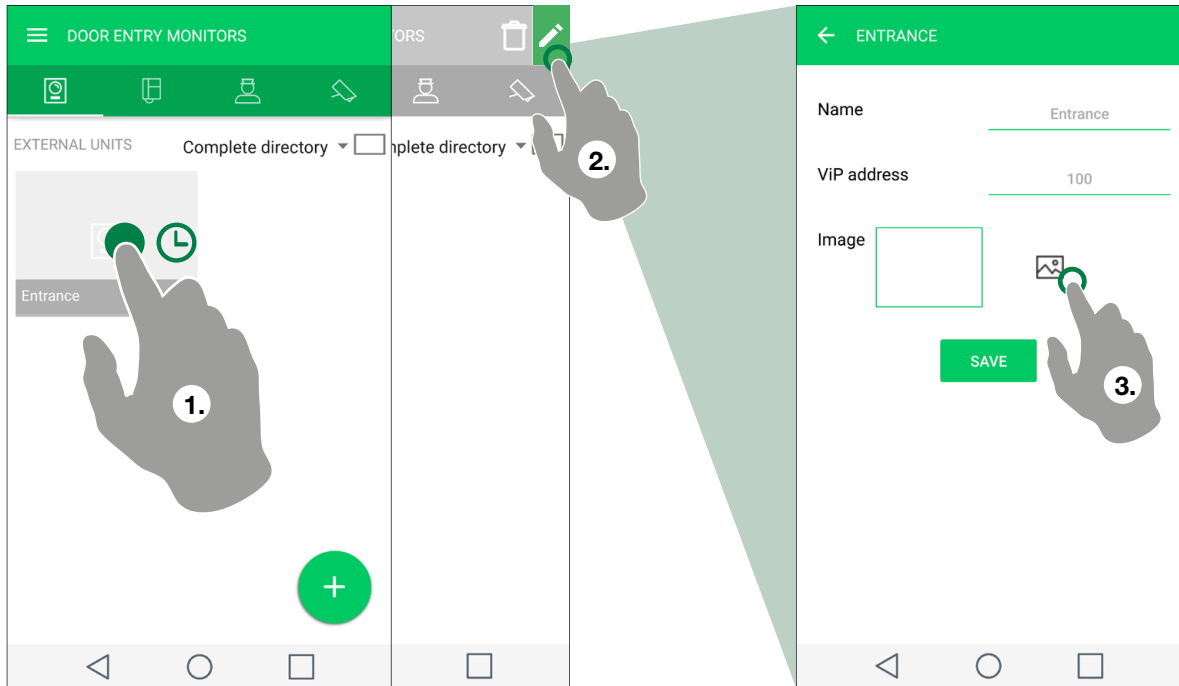 DOOR ENTRY MONITORS
EXTERNAL UNITS
Complete directory
Entrance
1.
+
ORS
nplete directory
2.
ENTRANCE
Name
Entrance
ViP address
100
Image
SAVE
3.